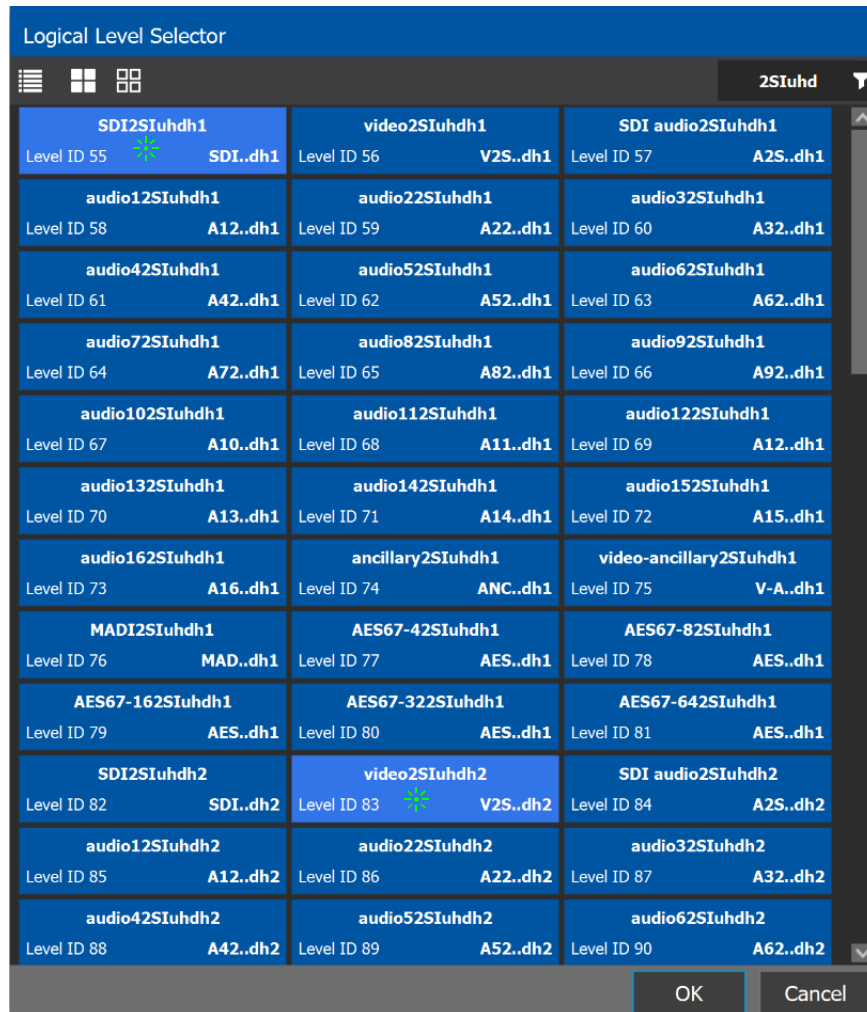 Logical Level Selector
2SIuhd
SDI2SIuhdh1 video2SIuhdh1 SDI audio2SIuhdh1
Level ID 55 SDI..dh1 Level ID 56 V2S..dh1 Level ID 57 A2S..dh1
audio12SIuhdh1 audio22SIuhdh1 audio32SIuhdh1
Level ID 58 A12..dh1 Level ID 59 A22..dh1 Level ID 60 A32..dh1
audio42SIuhdh1 audio52SIuhdh1 audio62SIuhdh1
Level ID 61 A42..dh1 Level ID 62 A52..dh1 Level ID 63 A62..dh1
audio72SIuhdh1 audio82SIuhdh1 audio92SIuhdh1
Level ID 64 A72..dh1 Level ID 65 A82..dh1 Level ID 66 A92..dh1
audio102SIuhdh1 audio112SIuhdh1 audio122SIuhdh1
Level ID 67 A10..dh1 Level ID 68 A11..dh1 Level ID 69 A12..dh1
audio132SIuhdh1 audio142SIuhdh1 audio152SIuhdh1
Level ID 70 A13..dh1 Level ID 71 A14..dh1 Level ID 72 A15..dh1
audio162SIuhdh1 ancillary2SIuhdh1 video-ancillary2SIuhdh1
Level ID 73 A16..dh1 Level ID 74 ANC..dh1 Level ID 75 V-A..dh1
MADI2SIuhdh1 AES67-42SIuhdh1 AES67-82SIuhdh1
Level ID 76 MAD..dh1 Level ID 77 AES..dh1 Level ID 78 AES..dh1
AES67-162SIuhdh1 AES67-322SIuhdh1 AES67-642SIuhdh1
Level ID 79 AES..dh1 Level ID 80 AES..dh1 Level ID 81 AES..dh1
SDI2SIuhdh2 video2SIuhdh2 SDI audio2SIuhdh2
Level ID 82 SDI..dh2 Level ID 83 V2S..dh2 Level ID 84 A2S..dh2
audio12SIuhdh2 audio22SIuhdh2 audio32SIuhdh2
Level ID 85 A12..dh2 Level ID 86 A22..dh2 Level ID 87 A32..dh2
audio42SIuhdh2 audio52SIuhdh2 audio62SIuhdh2
Level ID 88 A42..dh2 Level ID 89 A52..dh2 Level ID 90 A62..dh2
OK Cancel